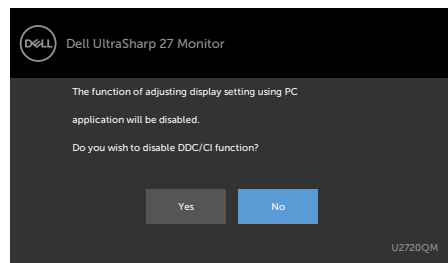 DELL
Dell UltraSharp 27 Monitor
The function of adjusting display setting using PC
application will be disabled.
Do you wish to disable DDC/CI function?
Yes
No
U2720QM